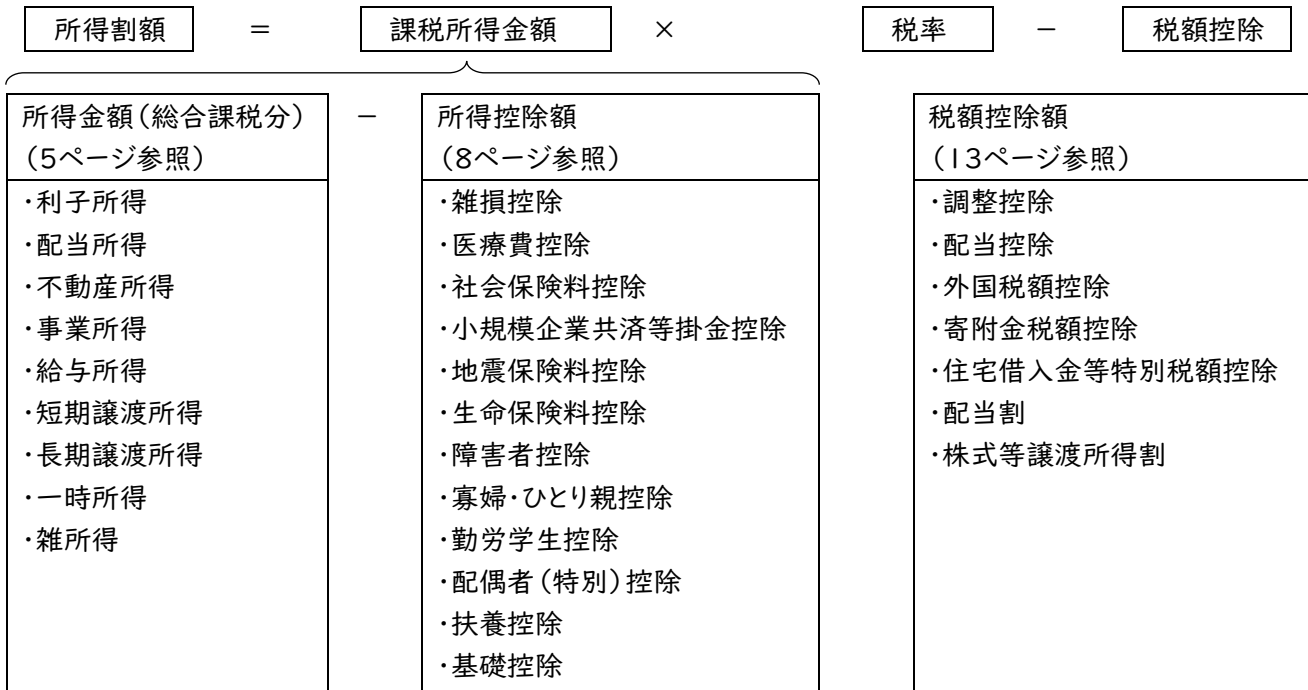 所得割額 = 課税所得金額 × 税率 − 税額控除
所得金額(総合課税分) − 所得控除額
(5ページ参照) (8ページ参照)
・利子所得
・配当所得
・不動産所得
・事業所得
・給与所得
・短期譲渡所得
・長期譲渡所得
・一時所得
・雑所得
・雑損控除
・医療費控除
・社会保険料控除
・小規模企業共済等掛金控除
・地震保険料控除
・生命保険料控除
・障害者控除
・寡婦・ひとり親控除
・勤労学生控除
・配偶者(特別)控除
・扶養控除
・基礎控除
税額控除額
(13ページ参照)
・調整控除
・配当控除
・外国税額控除
・寄附金税額控除
・住宅借入金等特別税額控除
・配当割
・株式等譲渡所得割